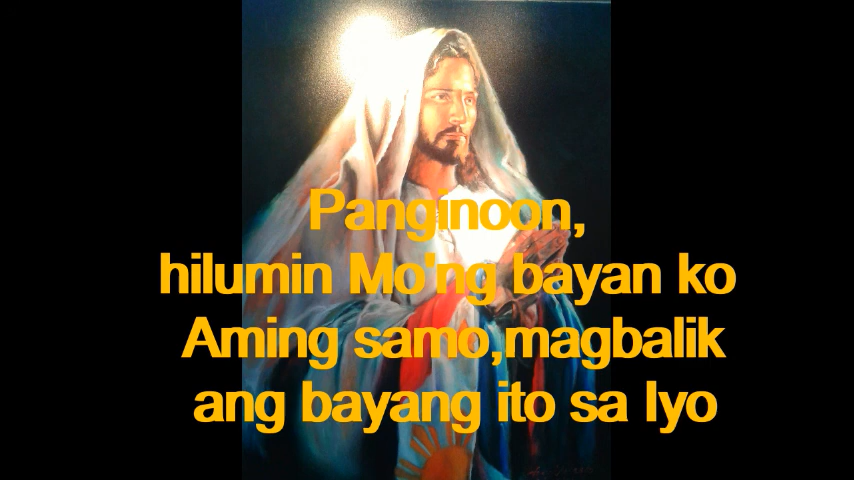 Panginoon,
hilumin Mo'ng bayan ko
Aming samo,magbalik
ang bayang ito sa Iyo